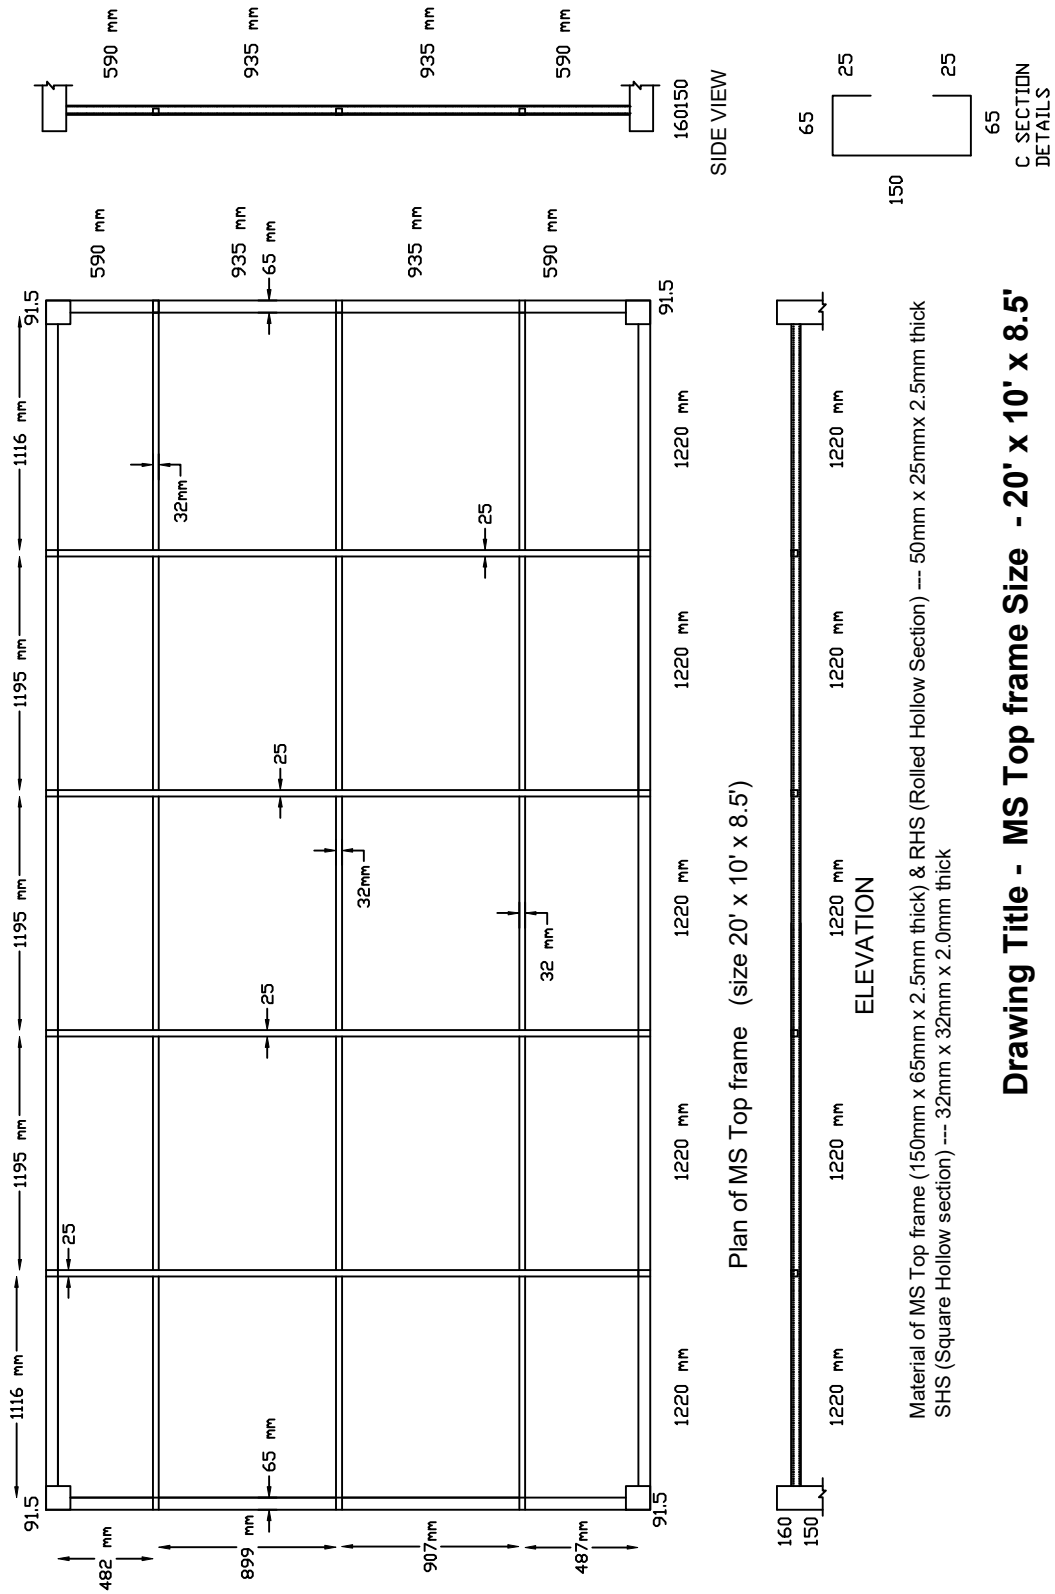 91.5
1116 mm
1195 mm
1195 mm
1195 mm
1116 mm
91.5
482 mm
899 mm
907mm
487mm
65 mm
25
25
25
25
32mm
32mm
32 mm
65 mm
590 mm
935 mm
935 mm
590 mm
91.5
91.5
1220 mm
1220 mm
1220 mm
1220 mm
1220 mm
Plan of MS Top frame (size 20' x 10' x 8.5')
590 mm
935 mm
935 mm
590 mm
160150
SIDE VIEW
160
150
1220 mm
1220 mm
1220 mm
1220 mm
1220 mm
ELEVATION
65
25
150
25
65
C SECTION
DETAILS
Material of MS Top frame (150mm x 65mm x 2.5mm thick) & RHS (Rolled Hollow Section) --- 50mm x 25mmx 2.5mm thick
SHS (Square Hollow section) --- 32mm x 32mm x 2.0mm thick
Drawing Title - MS Top frame Size - 20' x 10' x 8.5'